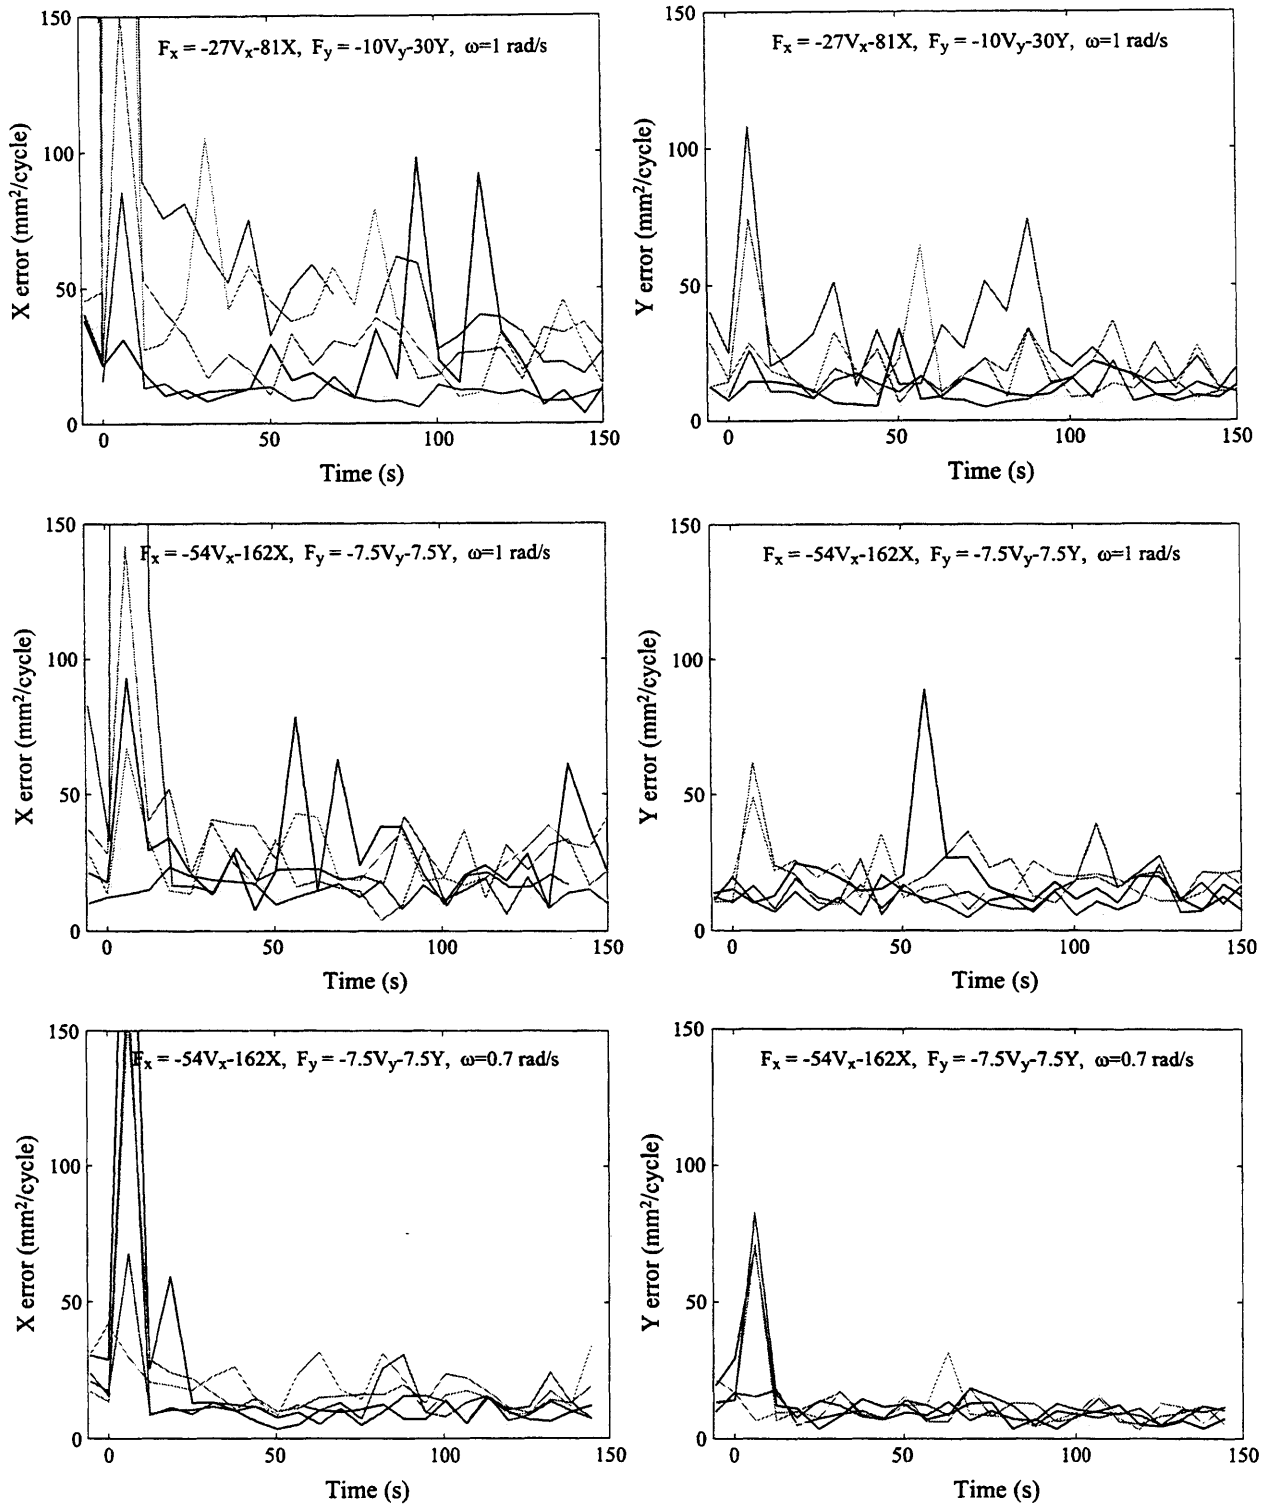 F_x = -27V_x-81X, F_y = -10V_y-30Y, ω=1 rad/s
X error (mm²/cycle)
150
100
50
0
0 50 100 150
Time (s)
F_x = -27V_x-81X, F_y = -10V_y-30Y, ω=1 rad/s
Y error (mm²/cycle)
150
100
50
0
0 50 100 150
Time (s)
F_x = -54V_x-162X, F_y = -7.5V_y-7.5Y, ω=1 rad/s
X error (mm²/cycle)
150
100
50
0
0 50 100 150
Time (s)
F_x = -54V_x-162X, F_y = -7.5V_y-7.5Y, ω=1 rad/s
Y error (mm²/cycle)
150
100
50
0
0 50 100 150
Time (s)
F_x = -54V_x-162X, F_y = -7.5V_y-7.5Y, ω=0.7 rad/s
X error (mm²/cycle)
150
100
50
0
0 50 100 150
Time (s)
F_x = -54V_x-162X, F_y = -7.5V_y-7.5Y, ω=0.7 rad/s
Y error (mm²/cycle)
150
100
50
0
0 50 100 150
Time (s)